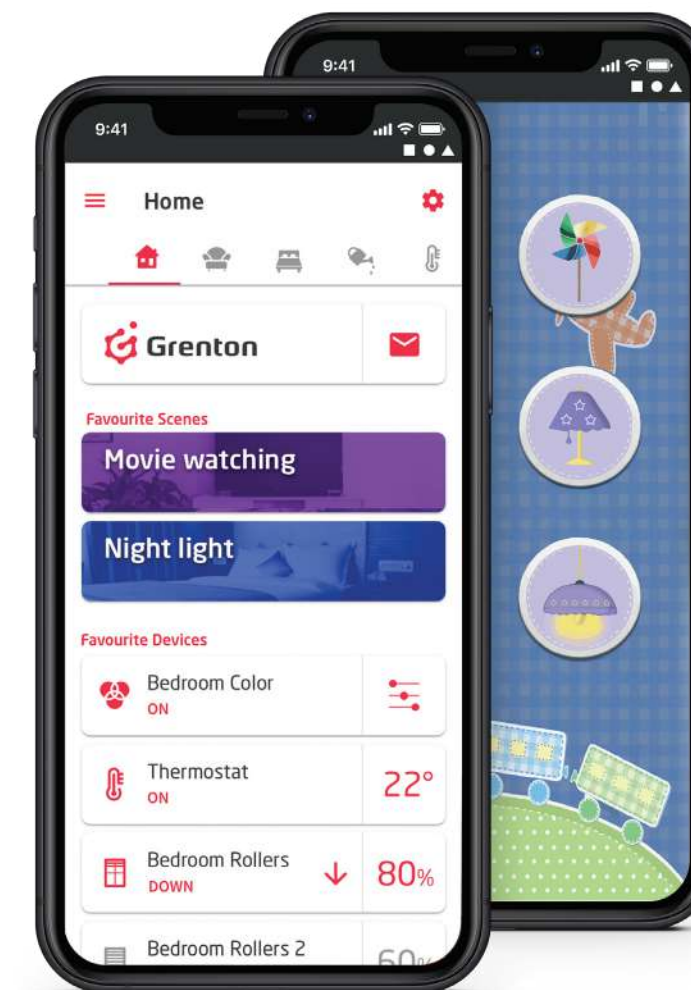 9:41
9:41
Home
Grenton
Favourite Scenes
Movie watching
Night light
Favourite Devices
Bedroom Color
ON
Thermostat
ON
22°
Bedroom Rollers
DOWN
80%
Bedroom Rollers 2
60%